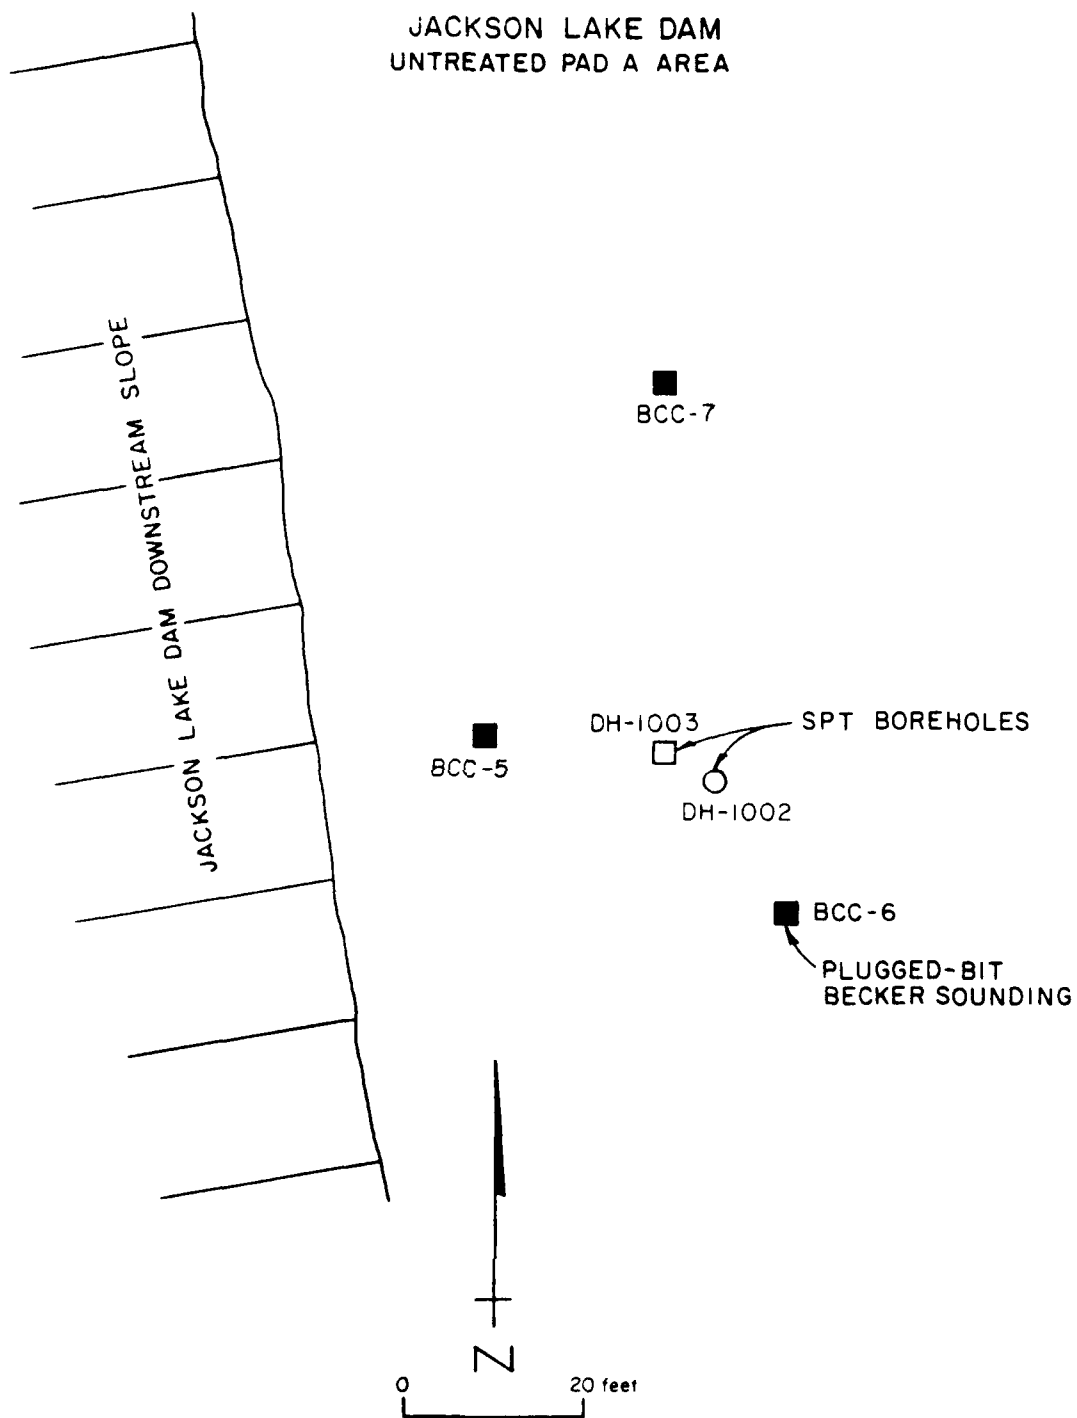 JACKSON LAKE DAM
UNTREATED PAD A AREA
JACKSON LAKE DAM DOWNSTREAM SLOPE
BCC-7
DH-1003
SPT BOREHOLES
BCC-5
DH-1002
BCC-6
PLUGGED-BIT
BECKER SOUNDING
N
0
20 feet